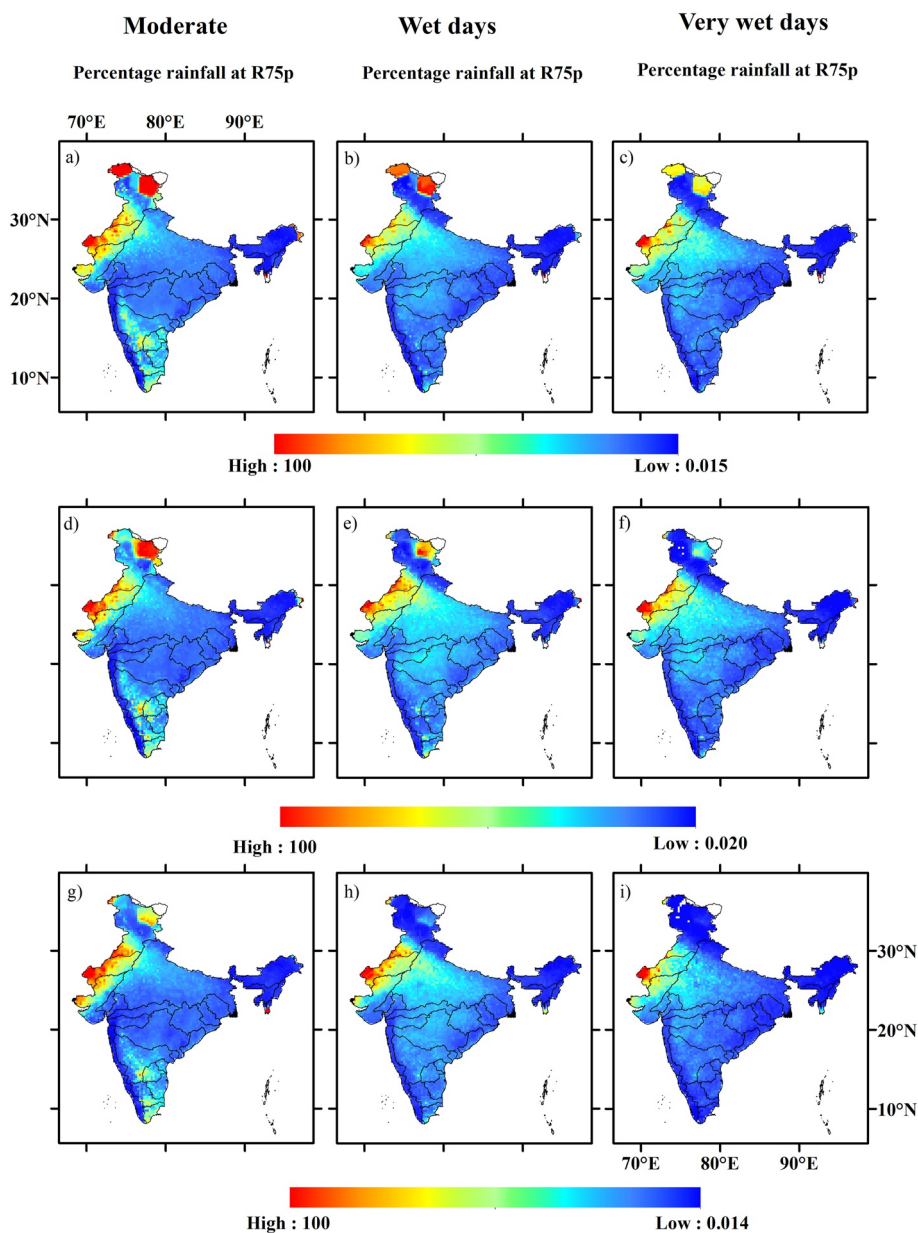 Moderate Wet days Very wet days
Percentage rainfall at R75p Percentage rainfall at R75p Percentage rainfall at R75p
70°E 80°E 90°E
a) b) c)
30°N
20°N
10°N
High : 100 Low : 0.015
d) e) f)
High : 100 Low : 0.020
g) h) i)
30°N
20°N
10°N
70°E 80°E 90°E
High : 100 Low : 0.014